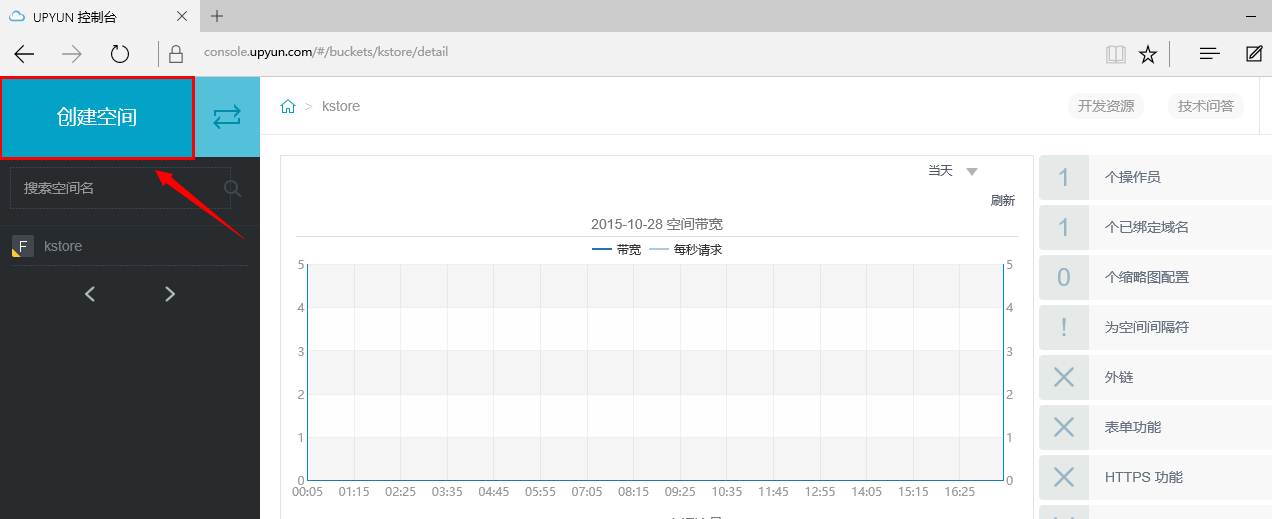 UPYUN 控制台
console.upyun.com/#/buckets/kstore/detail
创建空间
搜索空间名
F kstore
> kstore
开发资源 技术问答
当天
刷新
2015-10-28 空间带宽
带宽 每秒请求
5 5
4 4
3 3
2 2
1 1
0 0
00:05 01:15 02:25 03:35 04:45 05:55 07:05 08:15 09:25 10:35 11:45 12:55 14:05 15:15 16:25
1 个操作员
1 个已绑定域名
0 个缩略图配置
! 为空间间隔符
外链
表单功能
HTTPS 功能